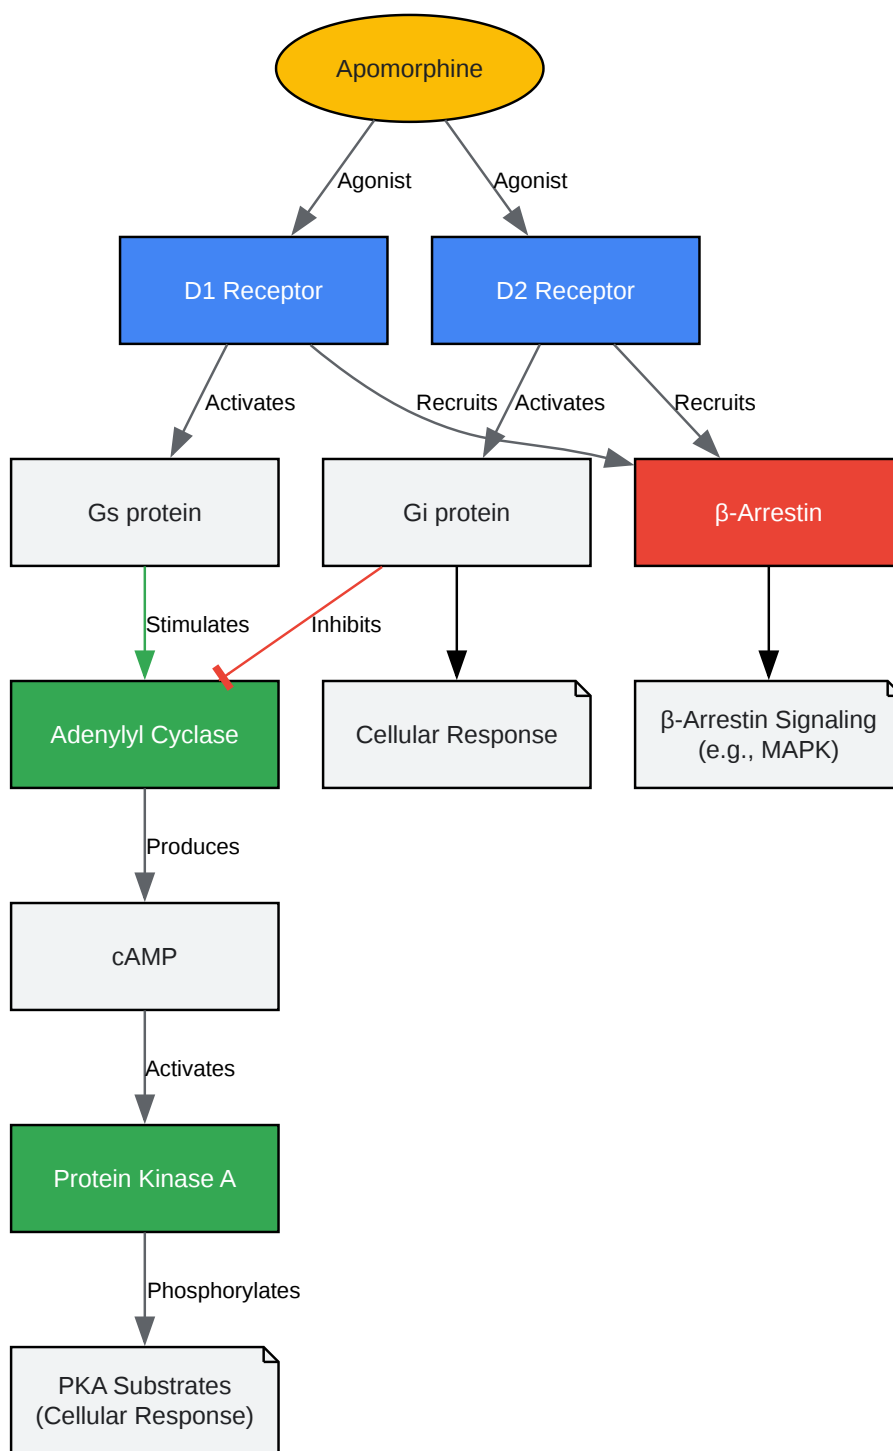 Apomorphine
Agonist
Agonist
D1 Receptor
D2 Receptor
Activates
Recruits
Activates
Recruits
Gs protein
Gi protein
β-Arrestin
Stimulates
Inhibits
Adenylyl Cyclase
Cellular Response
β-Arrestin Signaling
(e.g., MAPK)
Produces
cAMP
Activates
Protein Kinase A
Phosphorylates
PKA Substrates
(Cellular Response)